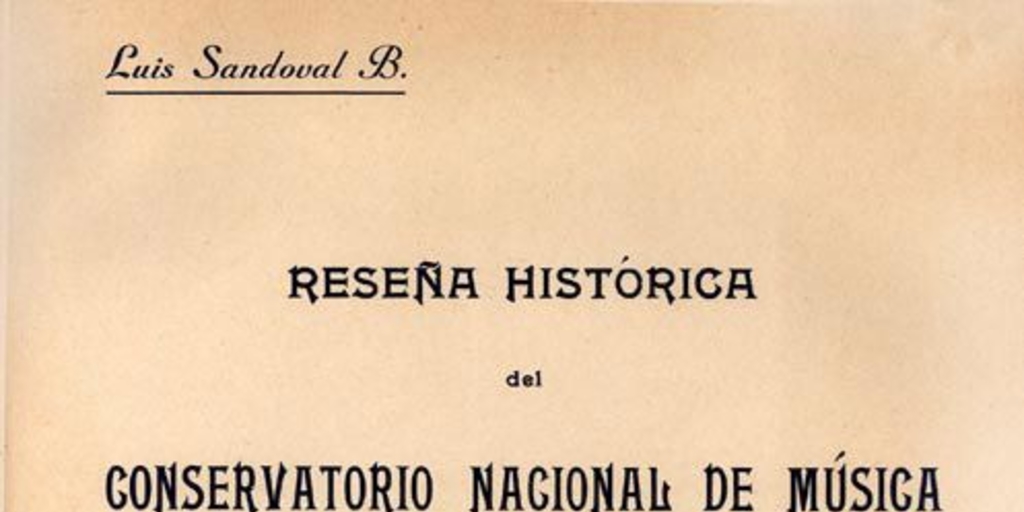 Luis Sandoval B.
RESEÑA HISTÓRICA
del
CONSERVATORIO NACIONAL DE MÚSICA